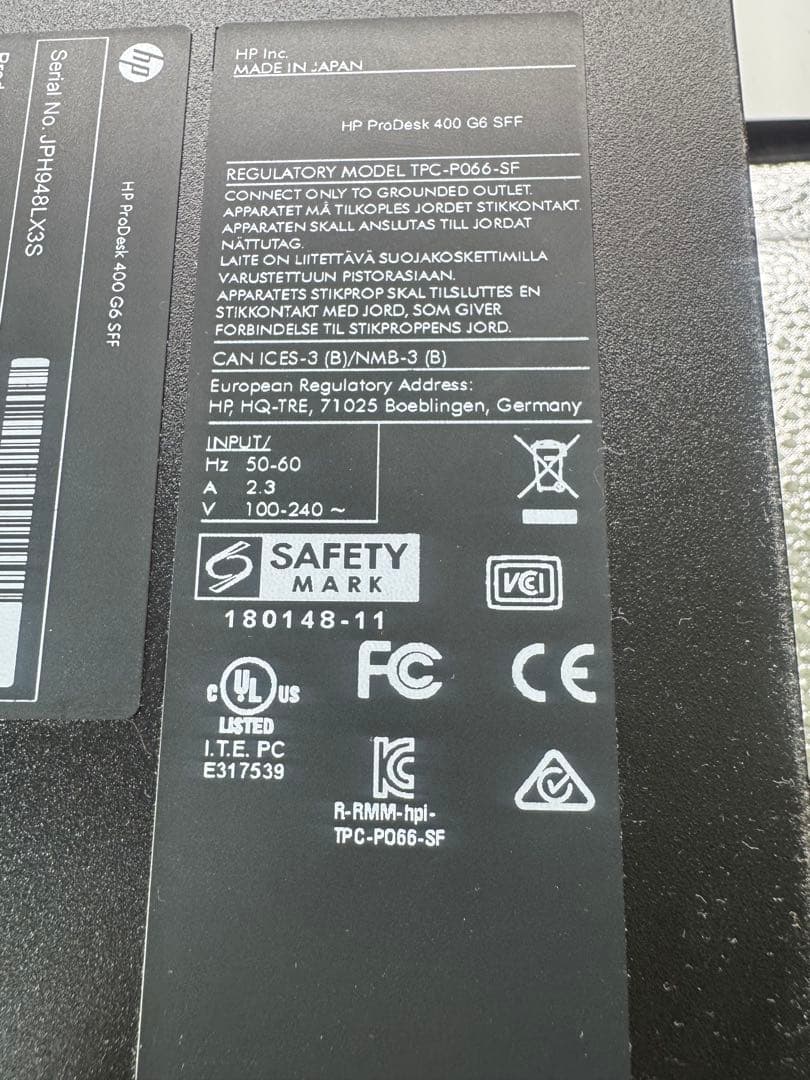 hp
HP ProDesk 400 G6 SFF
Serial No. JPH948LX3S
HP Inc.
MADE IN JAPAN
HP ProDesk 400 G6 SFF
REGULATORY MODEL TPC-P066-SF
CONNECT ONLY TO GROUNDED OUTLET.
APPARATET MÅ TILKOPLES JORDET STIKKONTAKT.
APPARATEN SKALL ANSLUTAS TILL JORDAT
NÄTTUTAG.
LAITE ON LIITETTÄVÄ SUOJAKOSKETTIMILLA
VARUSTETTUUN PISTORASIAAN.
APPARATETS STIKPROP SKAL TILSLUTTES EN
STIKKONTAKT MED JORD, SOM GIVER
FORBINDELSE TIL STIKPROPPENS JORD.
CAN ICES-3 (B)/NMB-3 (B)
European Regulatory Address:
HP, HQ-TRE, 71025 Boeblingen, Germany
INPUT/
Hz 50-60
A 2.3
V 100-240 ~
SAFETY
MARK
180148-11
VCCI
FC
CE
C UL US
LISTED
I.T.E. PC
E317539
KC
R-RMM-hpi-
TPC-P066-SF